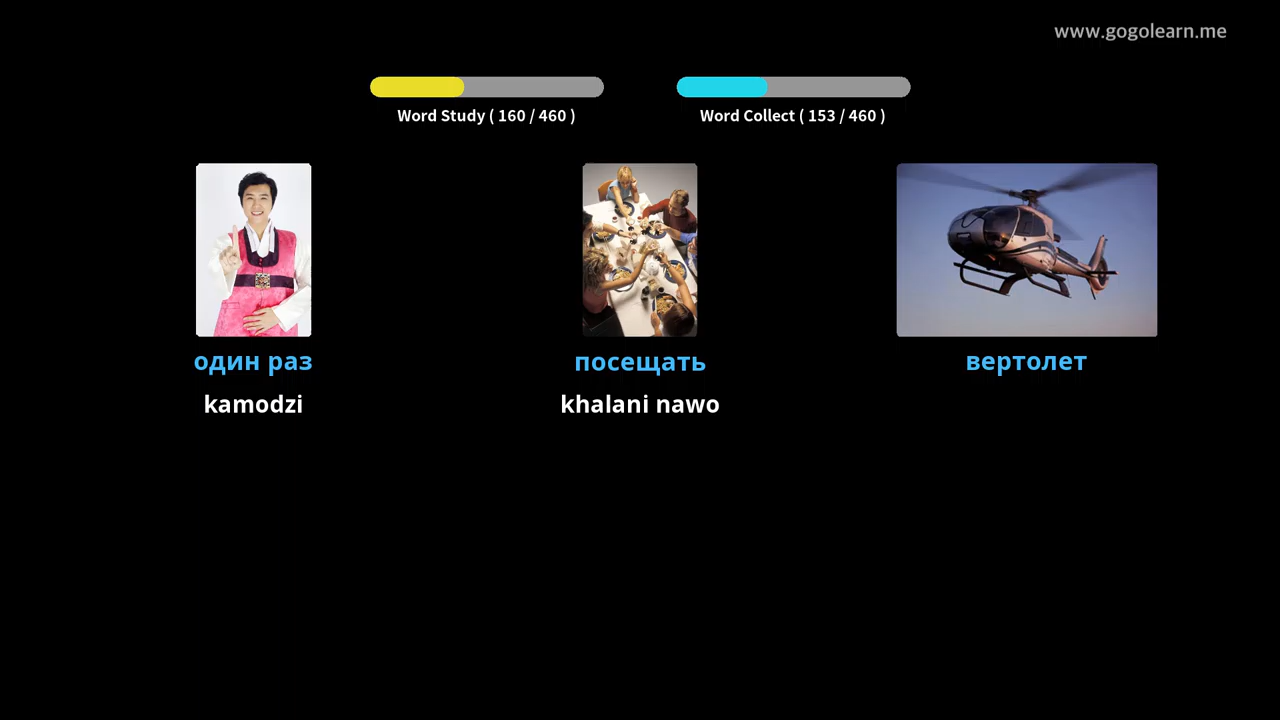 www.gogolearn.me
Word Study ( 160 / 460 )
Word Collect ( 153 / 460 )
один раз
посещать
вертолет
kamodzi
khalani nawo